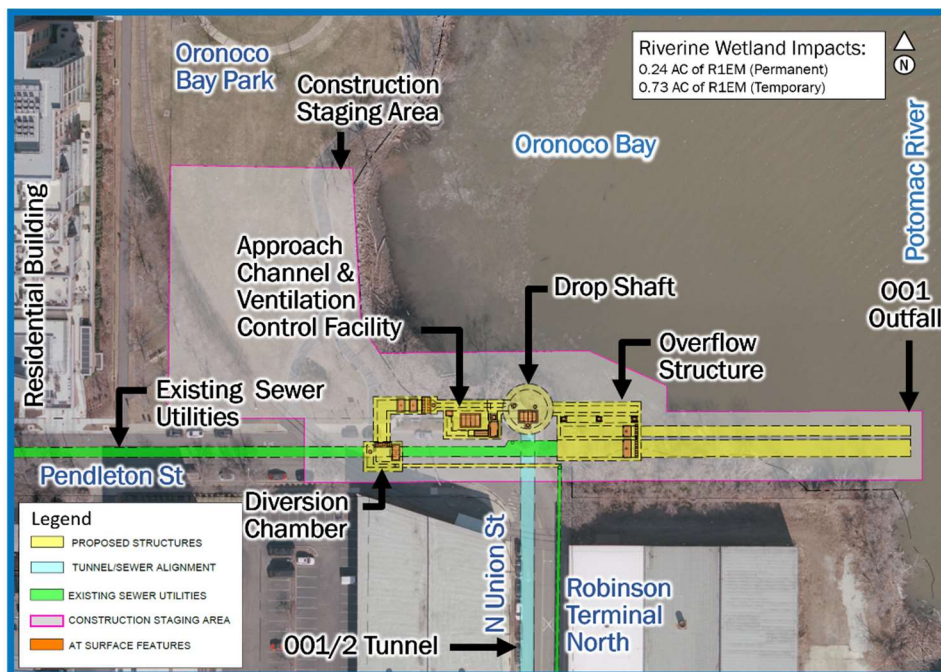 Oronoco
Bay Park
Construction
Staging Area
Riverine Wetland Impacts:
0.24 AC of R1EM (Permanent)
0.73 AC of R1EM (Temporary)
N
Oronoco Bay
Potomac River
Residential Building
Approach
Channel &
Ventilation
Control Facility
Drop Shaft
001
Outfall
Overflow
Structure
Existing Sewer
Utilities
Pendleton St
Diversion
Chamber
N Union St
Robinson
Terminal
North
001/2 Tunnel
Legend
PROPOSED STRUCTURES
TUNNEL/SEWER ALIGNMENT
EXISTING SEWER UTILITIES
CONSTRUCTION STAGING AREA
AT SURFACE FEATURES